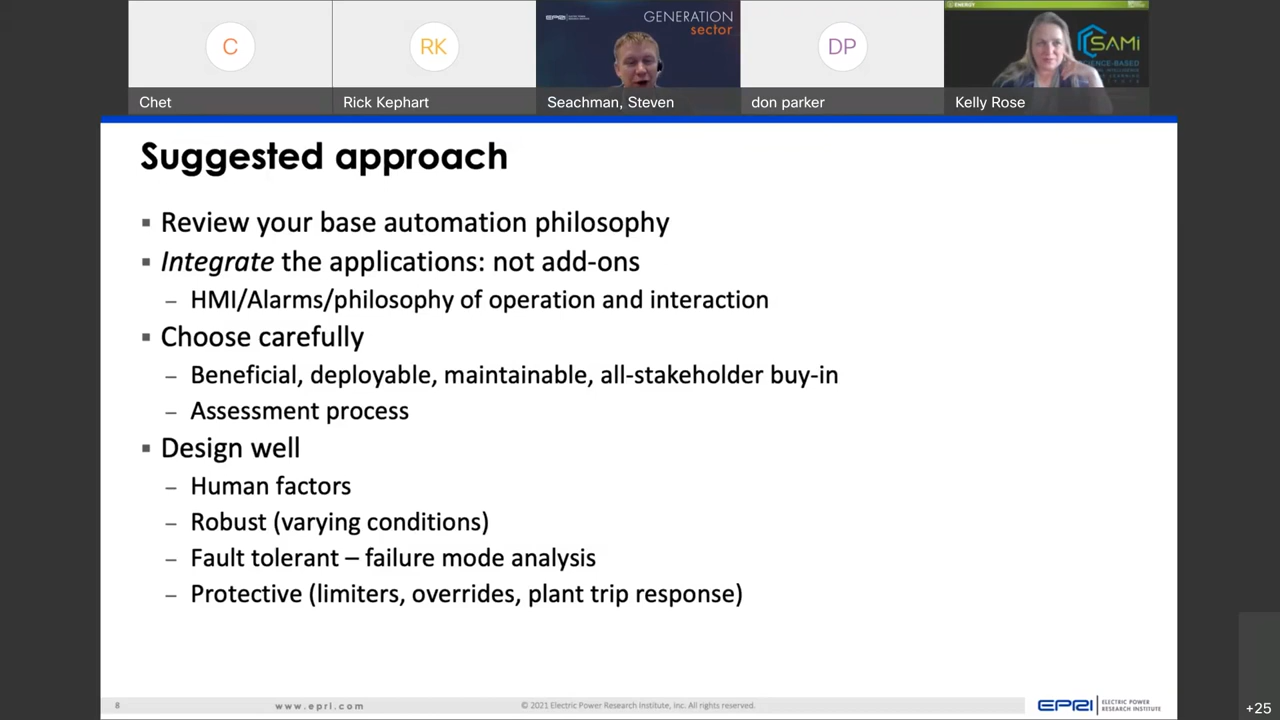 C
RK
EPRI
GENERATION
sector
DP
ENERGY
SAMi
Chet
Rick Kephart
Seachman, Steven
don parker
Kelly Rose
Suggested approach
▪ Review your base automation philosophy
▪ Integrate the applications: not add-ons
– HMI/Alarms/philosophy of operation and interaction
▪ Choose carefully
– Beneficial, deployable, maintainable, all-stakeholder buy-in
– Assessment process
▪ Design well
– Human factors
– Robust (varying conditions)
– Fault tolerant – failure mode analysis
– Protective (limiters, overrides, plant trip response)
8
www.epri.com
© 2021 Electric Power Research Institute, Inc. All rights reserved.
EPRI
ELECTRIC POWER
RESEARCH INSTITUTE
+25